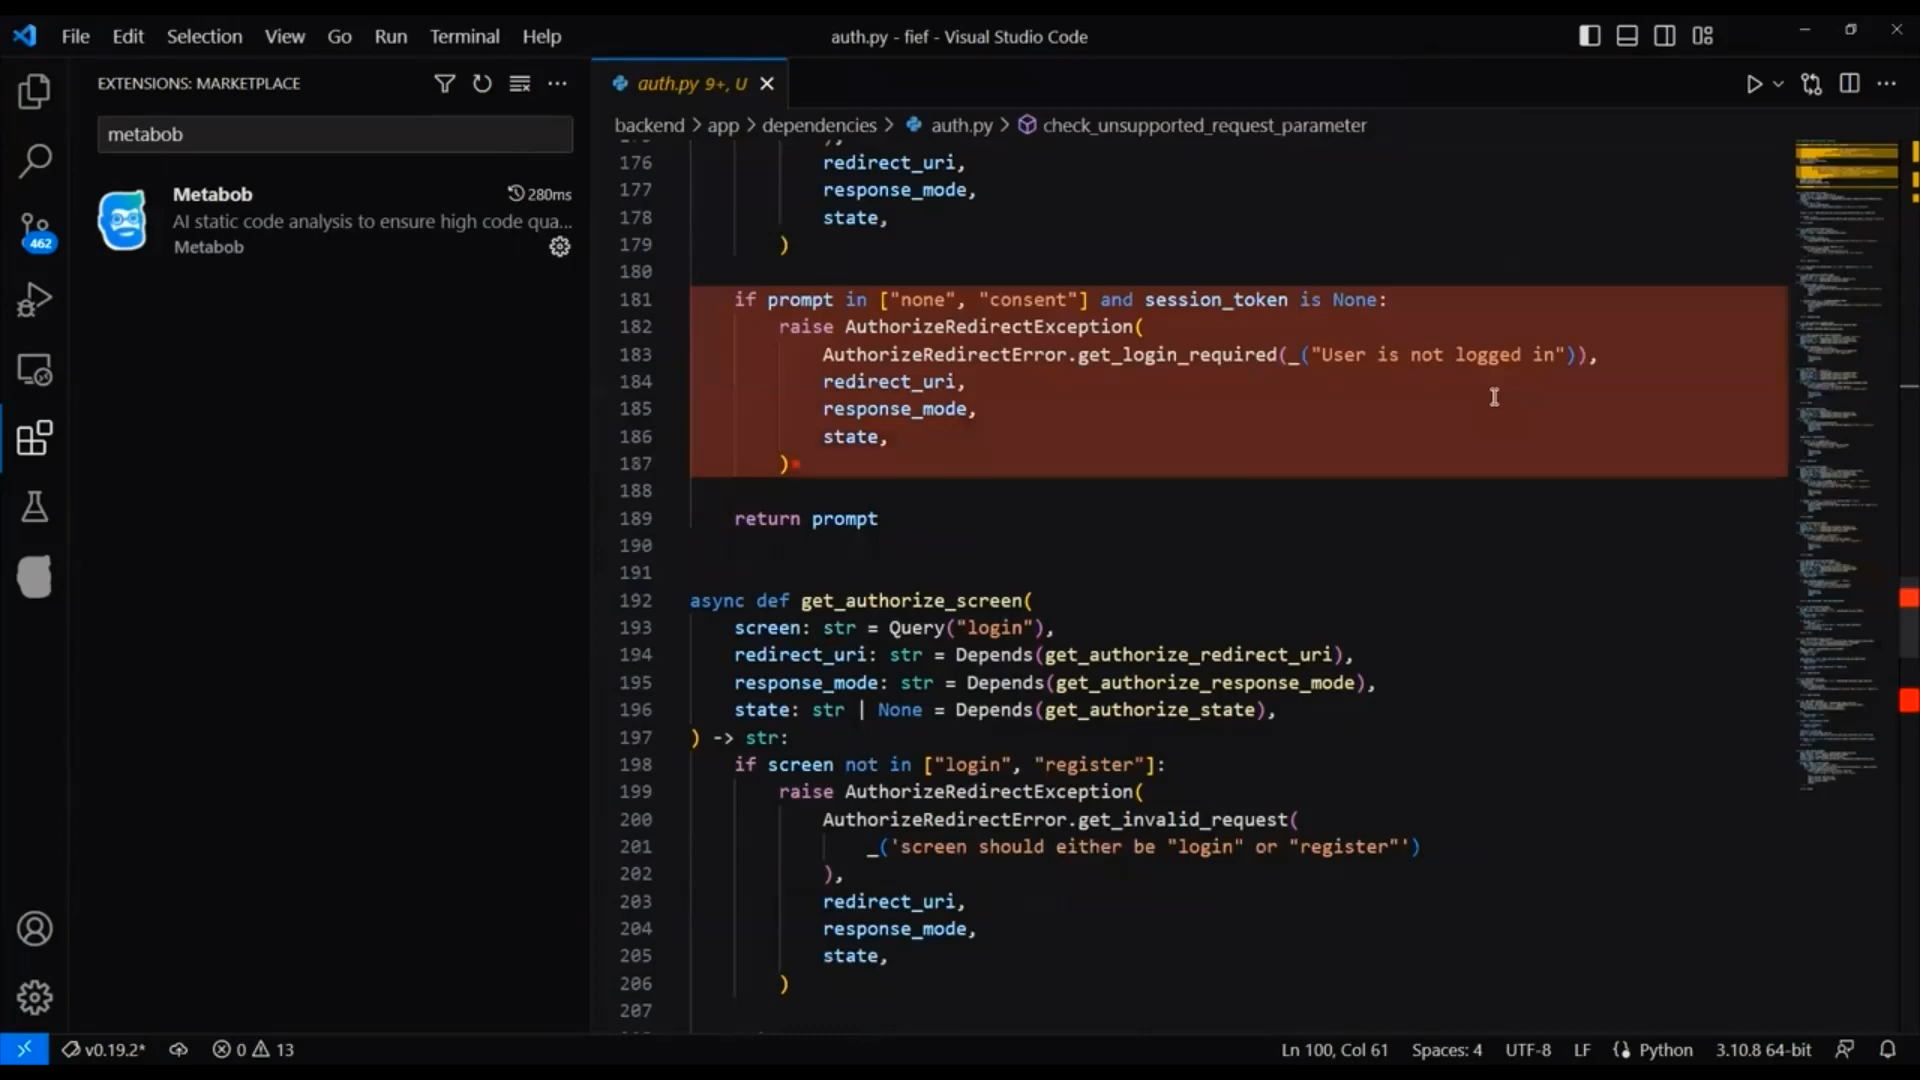 File Edit Selection View Go Run Terminal Help
auth.py - fief - Visual Studio Code
EXTENSIONS: MARKETPLACE
metabob
Metabob
280ms
AI static code analysis to ensure high code qua...
Metabob
462
auth.py 9+, U
backend > app > dependencies > auth.py > check_unsupported_request_parameter
176 redirect_uri,
177 response_mode,
178 state,
179 )
180
181 if prompt in ["none", "consent"] and session_token is None:
182 raise AuthorizeRedirectException(
183 AuthorizeRedirectError.get_login_required(_("User is not logged in")),
184 redirect_uri,
185 response_mode,
186 state,
187 )
188
189 return prompt
190
191
192 async def get_authorize_screen(
193 screen: str = Query("login"),
194 redirect_uri: str = Depends(get_authorize_redirect_uri),
195 response_mode: str = Depends(get_authorize_response_mode),
196 state: str | None = Depends(get_authorize_state),
197 ) -> str:
198 if screen not in ["login", "register"]:
199 raise AuthorizeRedirectException(
200 AuthorizeRedirectError.get_invalid_request(
201 _('screen should either be "login" or "register"')
202 ),
203 redirect_uri,
204 response_mode,
205 state,
206 )
207
v0.19.2* 0 13
Ln 100, Col 61 Spaces: 4 UTF-8 LF Python 3.10.8 64-bit